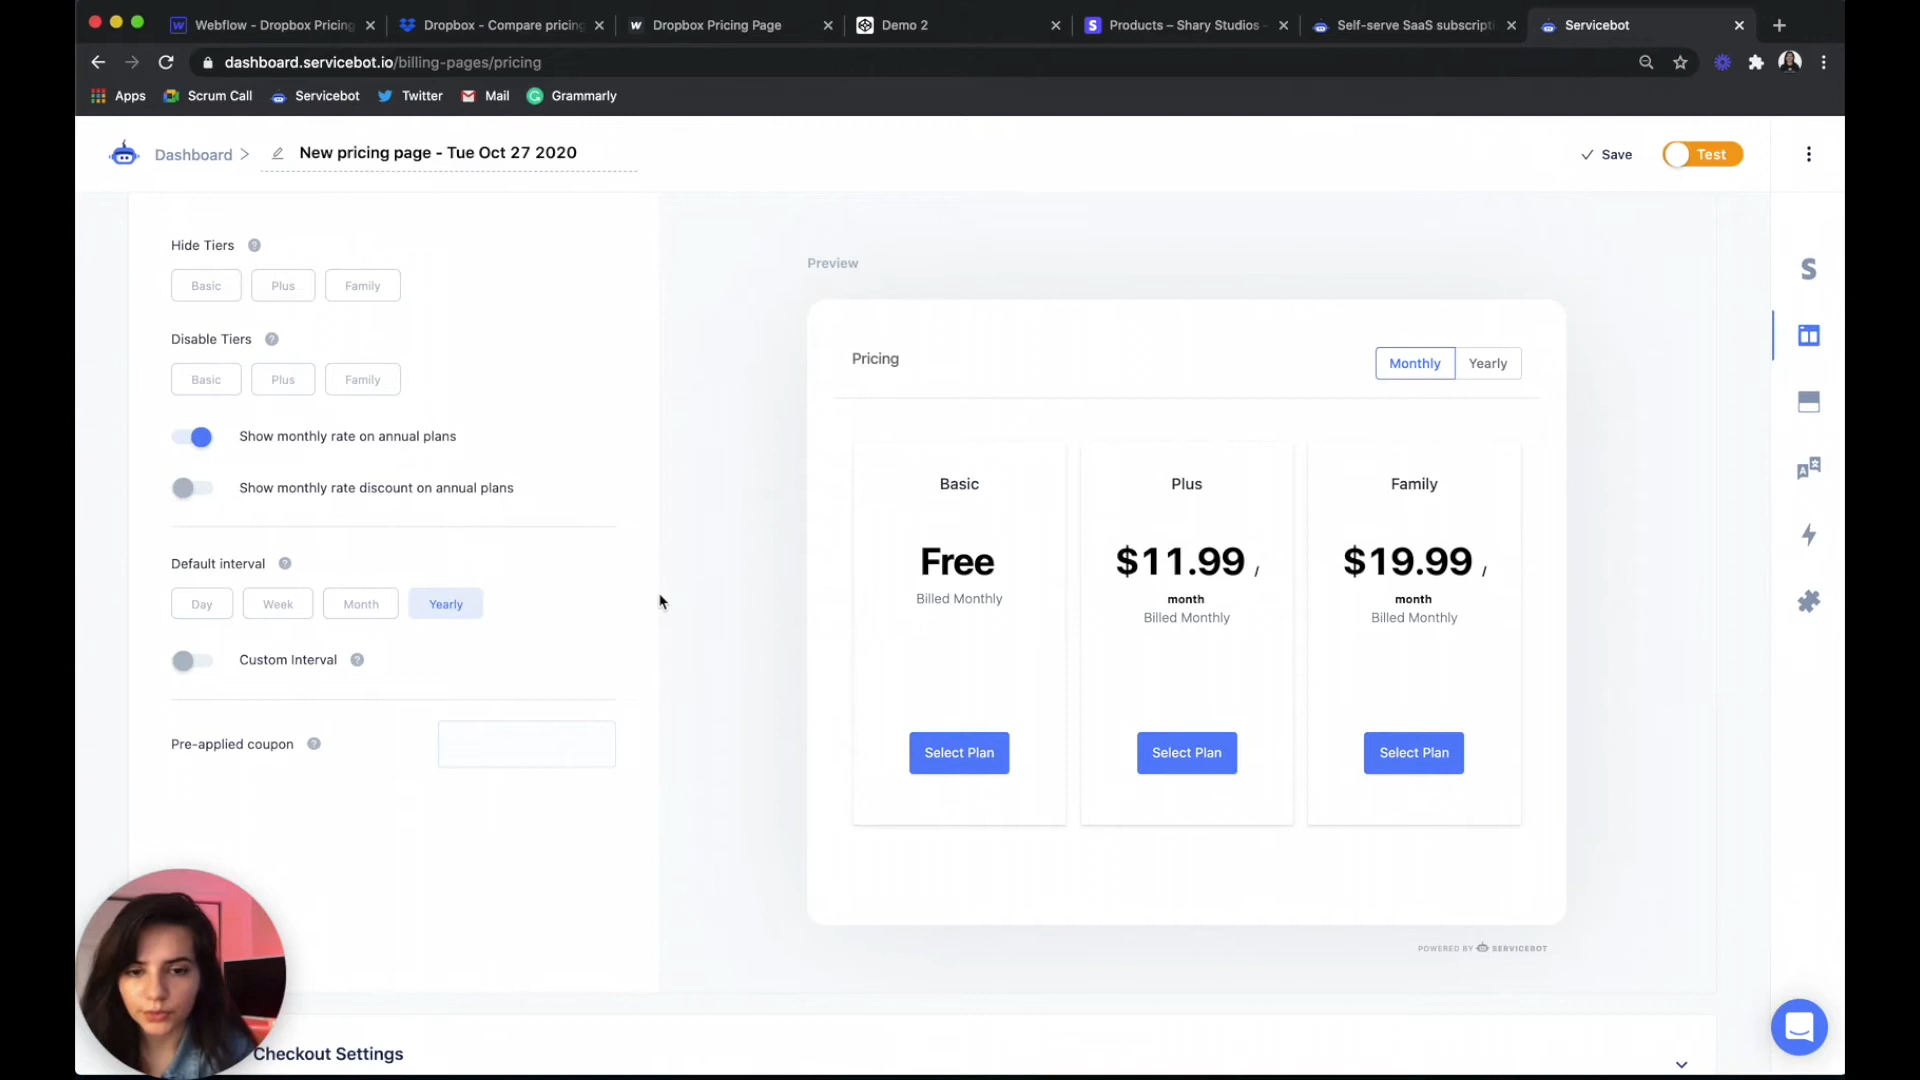 Webflow - Dropbox Pricing
Dropbox - Compare pricing
Dropbox Pricing Page
Demo 2
Products – Shary Studios -
Self-serve SaaS subscripti
Servicebot
dashboard.servicebot.io/billing-pages/pricing
Apps
Scrum Call
Servicebot
Twitter
Mail
Grammarly
Dashboard >
New pricing page - Tue Oct 27 2020
Save
Test
Hide Tiers ?
Basic
Plus
Family
Disable Tiers ?
Basic
Plus
Family
Show monthly rate on annual plans
Show monthly rate discount on annual plans
Default interval ?
Day
Week
Month
Yearly
Custom Interval ?
Pre-applied coupon ?
Preview
Pricing
Monthly
Yearly
Basic
Free
Billed Monthly
Select Plan
Plus
$11.99 /
month
Billed Monthly
Select Plan
Family
$19.99 /
month
Billed Monthly
Select Plan
POWERED BY SERVICEBOT
Checkout Settings